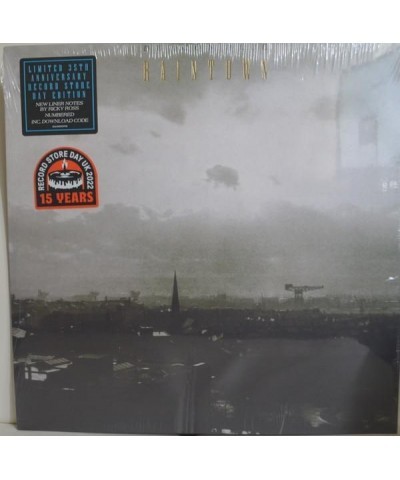 LIMITED 35TH
ANNIVERSARY
RECORD STORE
DAY EDITION
NEW LINER NOTES
BY RICKY ROSS
NUMBERED
INC. DOWNLOAD CODE
RAINTOWN
RECORD STORE DAY UK 2022
15 YEARS